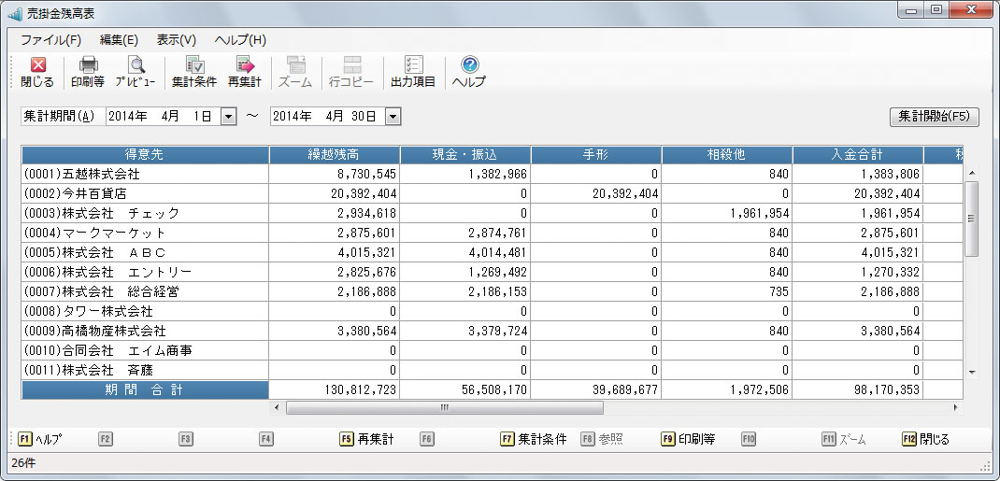 売掛金残高表
ファイル(F) 編集(E) 表示(V) ヘルプ(H)
閉じる 印刷等 ﾌﾟﾚﾋﾞｭｰ 集計条件 再集計 ズーム 行コピー 出力項目 ヘルプ
集計期間(A) 2014年 4月 1日 ～ 2014年 4月 30日 集計開始(F5)
得意先 繰越残高 現金・振込 手形 相殺他 入金合計
(0001)五越株式会社 8,730,545 1,382,966 0 840 1,383,806
(0002)今井百貨店 20,392,404 0 20,392,404 0 20,392,404
(0003)株式会社　チェック 2,934,618 0 0 1,961,954 1,961,954
(0004)マークマーケット 2,875,601 2,874,761 0 840 2,875,601
(0005)株式会社　ＡＢＣ 4,015,321 4,014,481 0 840 4,015,321
(0006)株式会社　エントリー 2,825,676 1,269,492 0 840 1,270,332
(0007)株式会社　総合経営 2,186,888 2,186,153 0 735 2,186,888
(0008)タワー株式会社 0 0 0 0 0
(0009)高橋物産株式会社 3,380,564 3,379,724 0 840 3,380,564
(0010)合同会社　エイム商事 0 0 0 0 0
(0011)株式会社　斉藤 0 0 0 0 0
期 間 合 計 130,812,723 56,508,170 39,689,677 1,972,506 98,170,353
F1 ﾍﾙﾌﾟ F2 F3 F4 F5 再集計 F6 F7 集計条件 F8 参照 F9 印刷等 F10 F11 ｽﾞｰﾑ F12 閉じる
26件